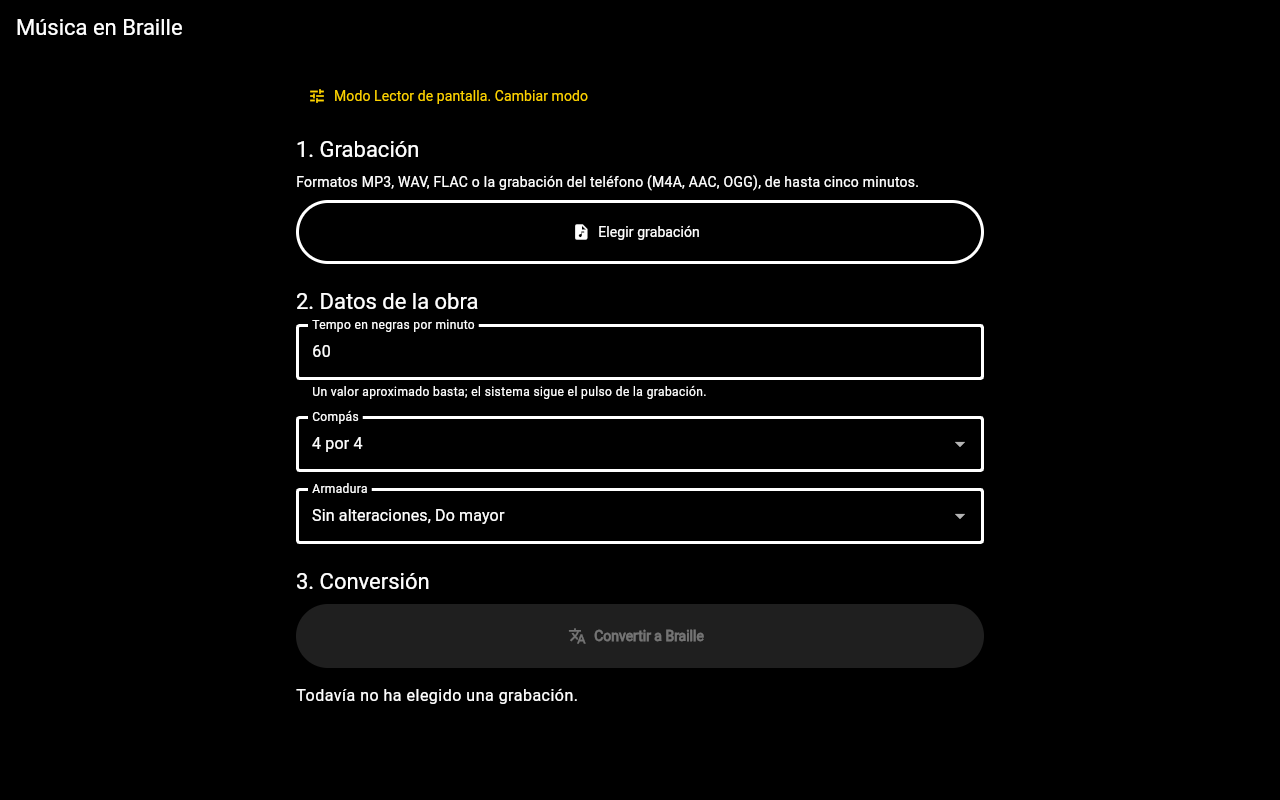 Música en Braille
Modo Lector de pantalla. Cambiar modo
1. Grabación
Formatos MP3, WAV, FLAC o la grabación del teléfono (M4A, AAC, OGG), de hasta cinco minutos.
Elegir grabación
2. Datos de la obra
Tempo en negras por minuto
60
Un valor aproximado basta; el sistema sigue el pulso de la grabación.
Compás
4 por 4
Armadura
Sin alteraciones, Do mayor
3. Conversión
Convertir a Braille
Todavía no ha elegido una grabación.